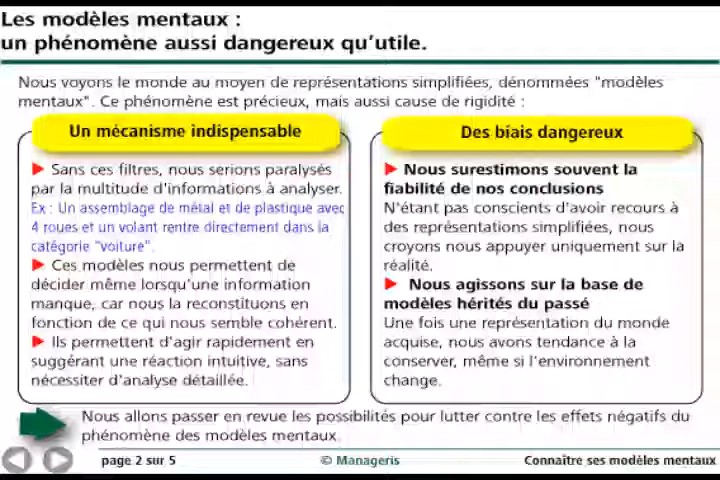 Les modèles mentaux :
un phénomène aussi dangereux qu'utile.
Nous voyons le monde au moyen de représentations simplifiées, dénommées "modèles
mentaux". Ce phénomène est précieux, mais aussi cause de rigidité :
Un mécanisme indispensable
Sans ces filtres, nous serions paralysés
par la multitude d'informations à analyser.
Ex : Un assemblage de métal et de plastique avec
4 roues et un volant rentre directement dans la
catégorie "voiture".
Ces modèles nous permettent de
décider même lorsqu'une information
manque, car nous la reconstituons en
fonction de ce qui nous semble cohérent.
Ils permettent d'agir rapidement en
suggérant une réaction intuitive, sans
nécessiter d'analyse détaillée.
Des biais dangereux
Nous surestimons souvent la
fiabilité de nos conclusions
N'étant pas conscients d'avoir recours à
des représentations simplifiées, nous
croyons nous appuyer uniquement sur la
réalité.
Nous agissons sur la base de
modèles hérités du passé
Une fois une représentation du monde
acquise, nous avons tendance à la
conserver, même si l'environnement
change.
Nous allons passer en revue les possibilités pour lutter contre les effets négatifs du
phénomène des modèles mentaux.
page 2 sur 5
© Manageris
Connaître ses modèles mentaux